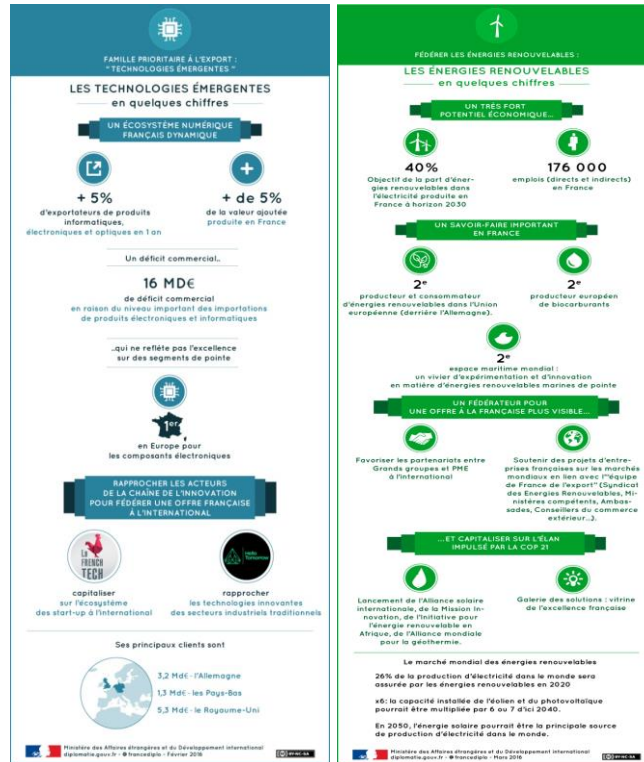 FAMILLE PRIORITAIRE À L'EXPORT :
"TECHNOLOGIES ÉMERGENTES"
LES TECHNOLOGIES ÉMERGENTES
en quelques chiffres
UN ÉCOSYSTÈME NUMÉRIQUE
FRANÇAIS DYNAMIQUE
+ 5%
d'exportateurs de produits
informatiques,
électroniques et optiques en 1 an
+ de 5%
de la valeur ajoutée
produite en France
Un déficit commercial..
16 MD€
de déficit commercial
en raison du niveau important des importations
de produits électroniques et informatiques
..qui ne reflète pas l'excellence
sur des segments de pointe
1er
en Europe pour
les composants électroniques
RAPPROCHER LES ACTEURS
DE LA CHAÎNE DE L'INNOVATION
POUR FÉDÉRER UNE OFFRE FRANÇAISE
À L'INTERNATIONAL
La
FRENCH
TECH
capitaliser
sur l'écosystème
des start-up à l'international
Hello
Tomorrow
rapprocher
les technologies innovantes
des secteurs industriels traditionnels
Ses principaux clients sont
3,2 Md€ - l'Allemagne
1,3 Md€ - les Pays-Bas
5,3 Md€ - le Royaume-Uni
Ministère des Affaires étrangères et du Développement international
diplomatie.gouv.fr - francediplo - Février 2016
BY-NC-SA
FÉDÉRER LES ÉNERGIES RENOUVELABLES :
LES ÉNERGIES RENOUVELABLES
en quelques chiffres
UN TRÈS FORT
POTENTIEL ÉCONOMIQUE...
40%
Objectif de la part d'éner-
gies renouvelables dans
l'électricité produite en
France à horizon 2030
176 000
emplois (directs et indirects)
en France
UN SAVOIR-FAIRE IMPORTANT
EN FRANCE
2e
producteur et consommateur
d'énergies renouvelables dans l'Union
européenne (derrière l'Allemagne).
2e
producteur européen
de biocarburants
2e
espace maritime mondial :
un vivier d'expérimentation et d'innovation
en matière d'énergies renouvelables marines de pointe
UN FÉDÉRATEUR POUR
UNE OFFRE À LA FRANÇAISE PLUS VISIBLE...
Favoriser les partenariats entre
Grands groupes et PME
à l'international
Soutenir des projets d'entre-
prises françaises sur les marchés
mondiaux en lien avec l'"équipe
de France de l'export" (Syndicat
des Energies Renouvelables, Mi-
nistères compétents, Ambas-
sades, Conseillers du commerce
extérieur...).
...ET CAPITALISER SUR L'ÉLAN
IMPULSÉ PAR LA COP 21
Lancement de l'Alliance solaire
internationale, de la Mission In-
novation, de l'Initiative pour
l'énergie renouvelable en
Afrique, de l'Alliance mondiale
pour la géothermie.
Galerie des solutions : vitrine
de l'excellence française
Le marché mondial des énergies renouvelables
26% de la production d'électricité dans le monde sera
assurée par les énergies renouvelables en 2020
x6: la capacité installée de l'éolien et du photovoltaïque
pourrait être multipliée par 6 ou 7 d'ici 2040.
En 2050, l'énergie solaire pourrait être la principale source
de production d'électricité dans le monde.
Ministère des Affaires étrangères et du Développement international
diplomatie.gouv.fr - francediplo - Mars 2016
BY-NC-SA